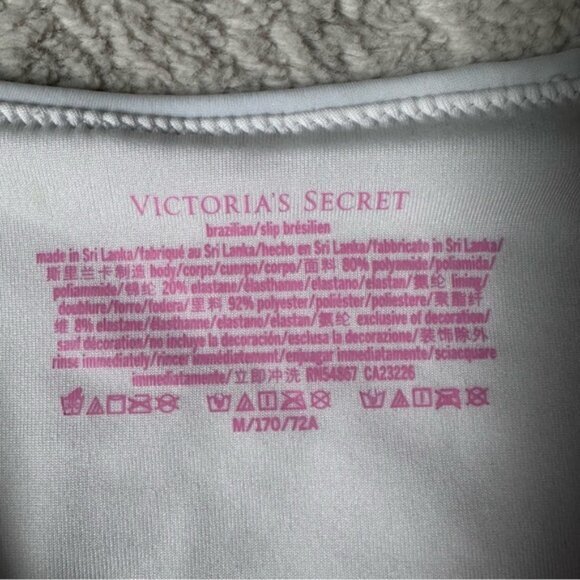 VICTORIA'S SECRET
brazilian/slip brésilien
made in Sri Lanka/fabriqué au Sri Lanka/hecho en Sri Lanka/fabbricato in Sri Lanka/
斯里兰卡制造 body/corps/cuerpo/corpo/面料 80% polyamide/poliamida/
poliammide/锦纶 20% elastane/élasthanne/elastano/elastan/氨纶 lining/
doublure/forro/fodera/里料 92% polyester/poliéster/poliestere/聚酯纤
维 8% elastane/élasthanne/elastano/elastan/氨纶 exclusive of decoration/
sauf décoration/no incluye la decoración/esclusa la decorazione/装饰除外
rinse immediately/rincer immédiatement/enjuagar immediatamente/sciacquare
immediatamente/立即冲洗 RN54867 CA23226
M/170/72A